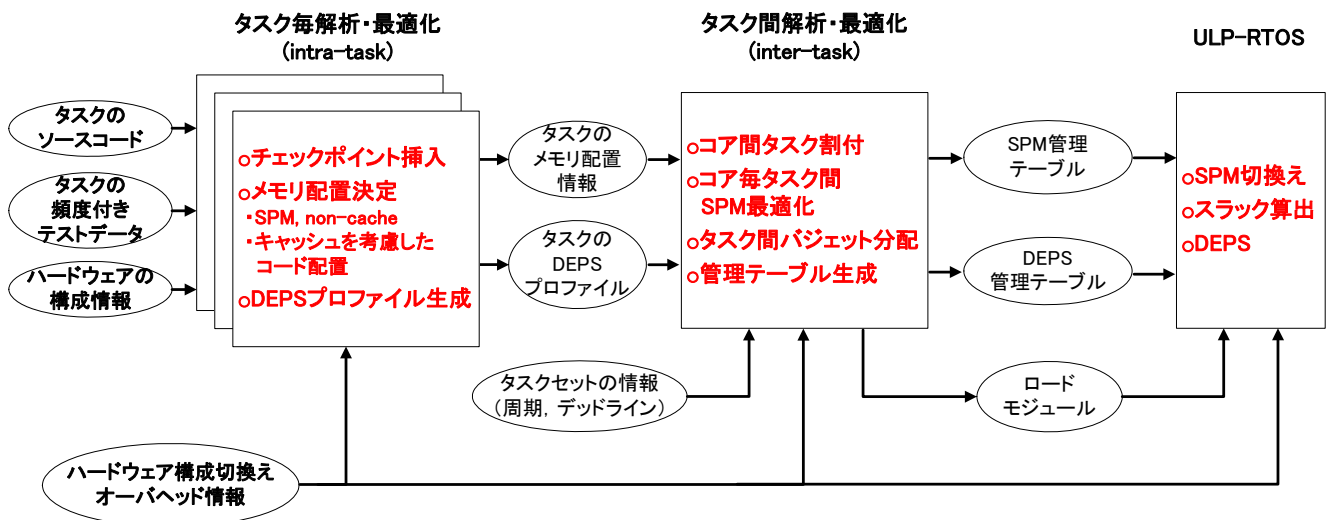 タスク毎解析・最適化
(intra-task)
タスク間解析・最適化
(inter-task)
ULP-RTOS
タスクの
ソースコード
タスクの
頻度付き
テストデータ
ハードウェアの
構成情報
oチェックポイント挿入
oメモリ配置決定
・SPM, non-cache
・キャッシュを考慮した
コード配置
oDEPSプロファイル生成
タスクの
メモリ配置
情報
タスクの
DEPS
プロファイル
oコア間タスク割付
oコア毎タスク間
SPM最適化
oタスク間バジェット分配
o管理テーブル生成
SPM管理
テーブル
DEPS
管理テーブル
oSPM切換え
oスラック算出
oDEPS
タスクセットの情報
(周期, デッドライン)
ロード
モジュール
ハードウェア構成切換え
オーバヘッド情報